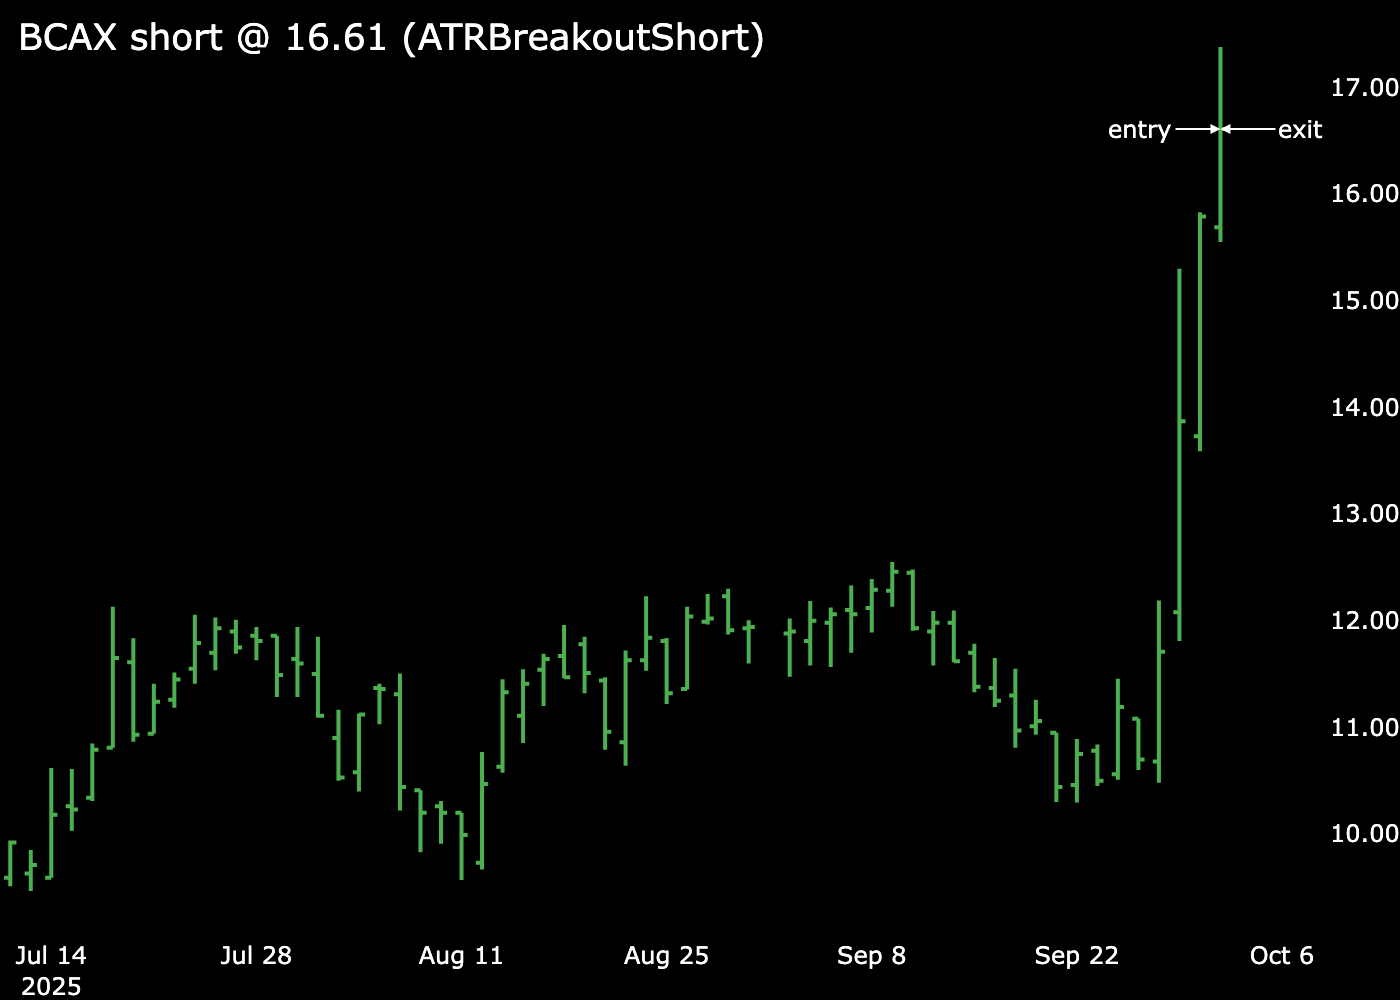 BCAX short @ 16.61 (ATRBreakoutShort)
17.00
entry
exit
16.00
15.00
14.00
13.00
12.00
11.00
10.00
Jul 14 Jul 28 Aug 11 Aug 25 Sep 8 Sep 22 Oct 6
2025